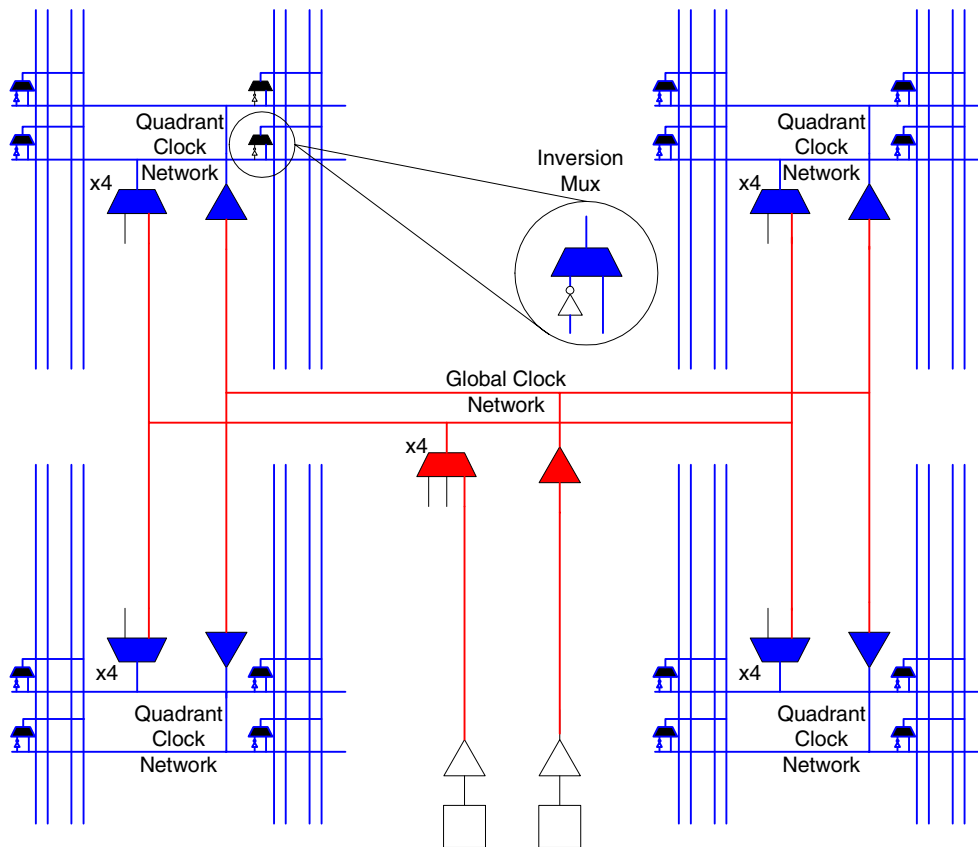 Quadrant
Clock
Network
x4
Quadrant
Clock
Network
x4
Inversion
Mux
Global Clock
Network
x4
x4
Quadrant
Clock
Network
x4
Quadrant
Clock
Network